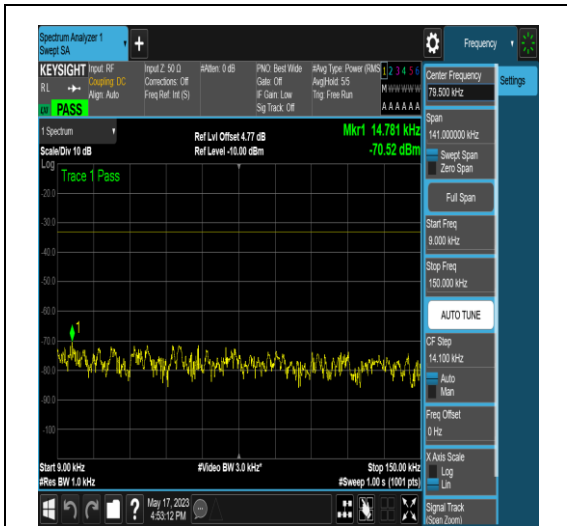 Spectrum Analyzer 1
Swept SA
+
Frequency
KEYSIGHT
Input: RF
Coupling: DC
Align: Auto
Input Z: 50 Ω
Corrections: Off
Freq Ref: Int (S)
#Atten: 0 dB
PNO: Best Wide
Gate: Off
IF Gain: Low
Sig Track: Off
#Avg Type: Power (RMS
Avg|Hold: 5/5
Trig: Free Run
1 2 3 4 5 6
M W W W W W
A A A A A A
RL
PASS
Center Frequency
79.500 kHz
Settings
Span
141.000000 kHz
Swept Span
Zero Span
Full Span
Start Freq
9.000 kHz
Stop Freq
150.000 kHz
AUTO TUNE
CF Step
14.100 kHz
Auto
Man
Freq Offset
0 Hz
X Axis Scale
Log
Lin
Signal Track
(Span Zoom)
1 Spectrum
Scale/Div 10 dB
Ref Lvl Offset 4.77 dB
Ref Level -10.00 dBm
Mkr1 14.781 kHz
-70.52 dBm
Log
Trace 1 Pass
-20.0
-30.0
-40.0
-50.0
-60.0
-70.0
-80.0
-90.0
-100
1
Start 9.00 kHz
#Res BW 1.0 kHz
#Video BW 3.0 kHz*
Stop 150.00 kHz
#Sweep 1.00 s (1001 pts)
?
May 17, 2023
4:53:12 PM